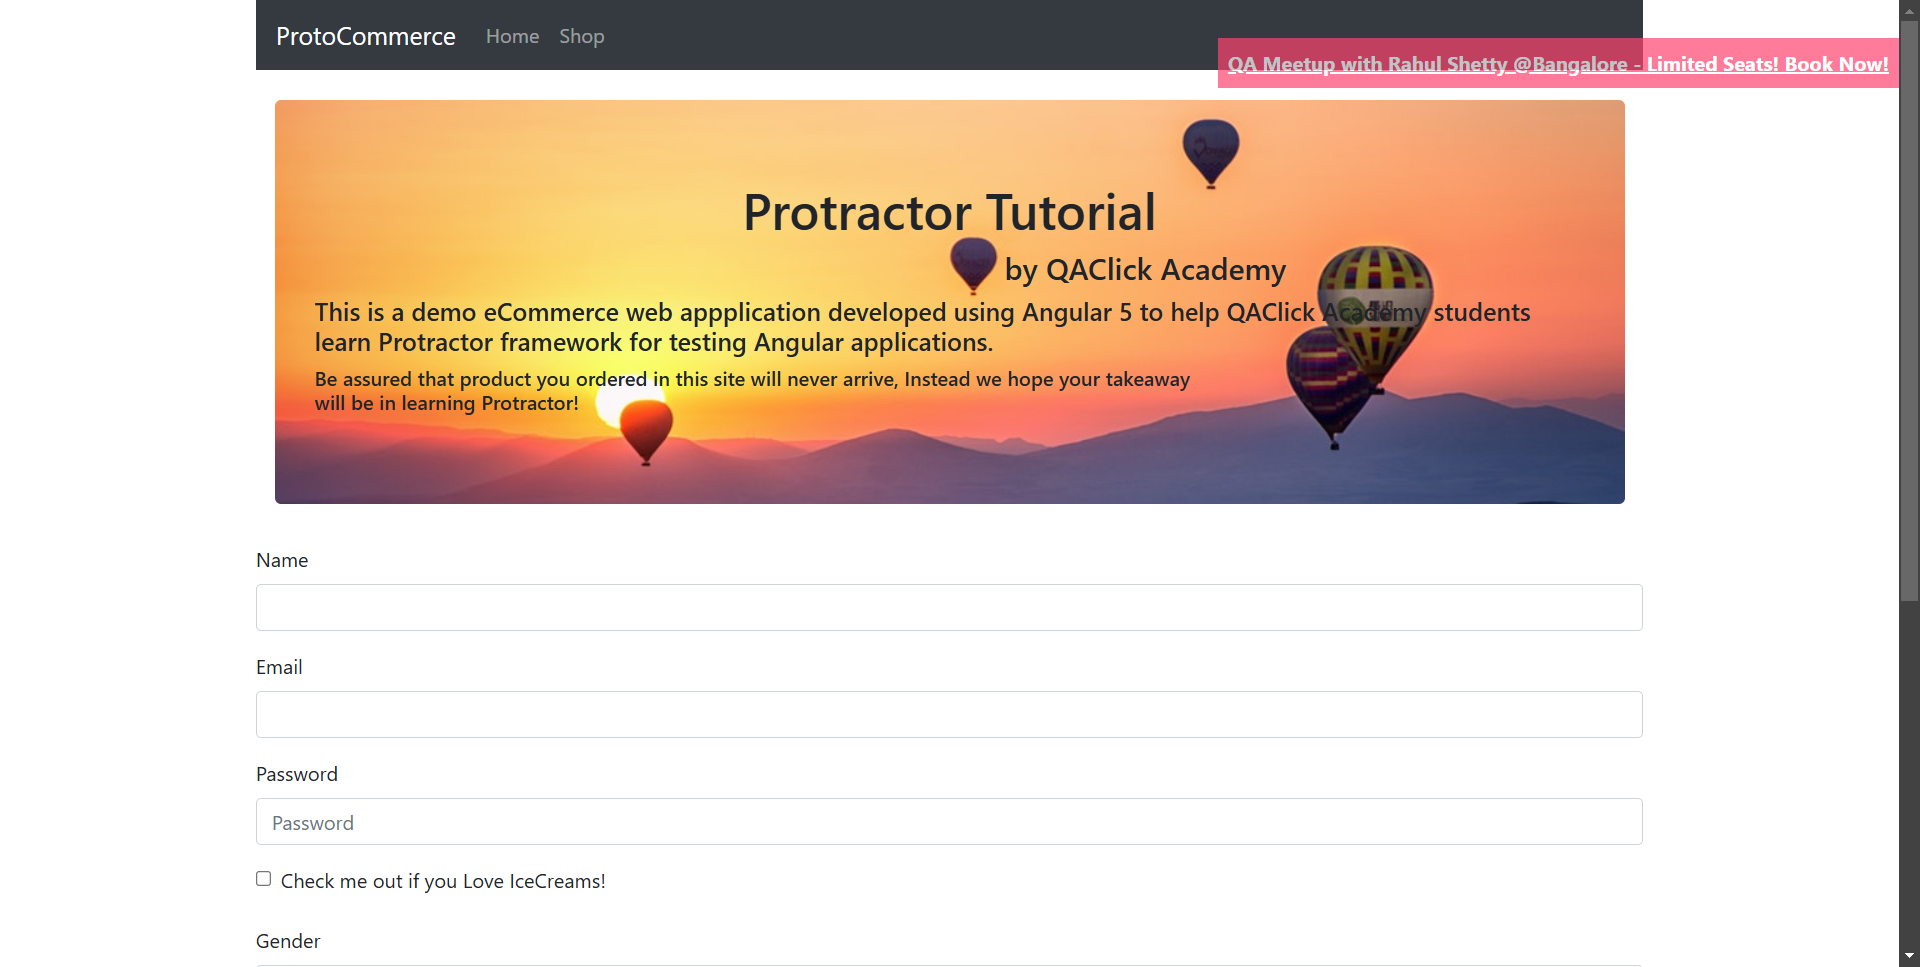 ProtoCommerce Home Shop
QA Meetup with Rahul Shetty @Bangalore - Limited Seats! Book Now!
Protractor Tutorial
by QAClick Academy
This is a demo eCommerce web appplication developed using Angular 5 to help QAClick Academy students
learn Protractor framework for testing Angular applications.
Be assured that product you ordered in this site will never arrive, Instead we hope your takeaway
will be in learning Protractor!
Name
Email
Password
Password
Check me out if you Love IceCreams!
Gender